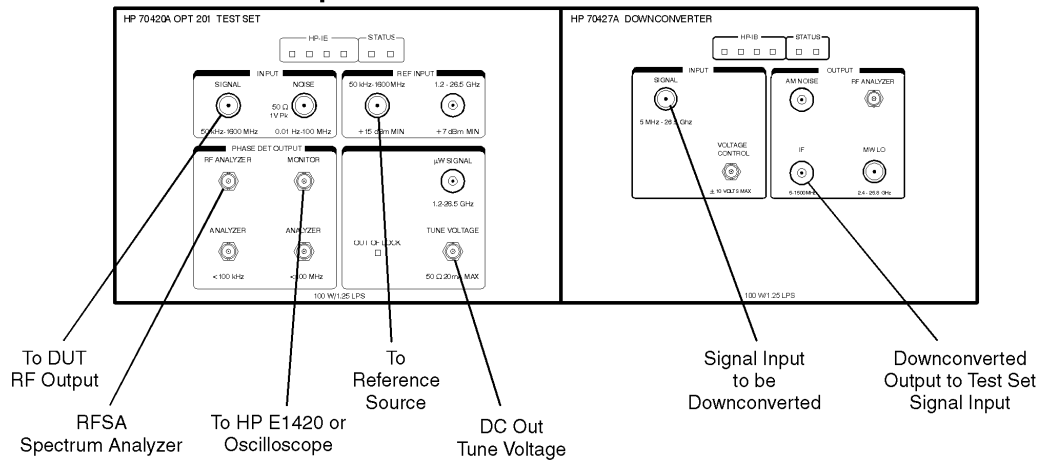 HP 70420A OPT 201 TEST SET
HP-IB STATUS
INPUT
SIGNAL NOISE
50 Ω
1V Pk
50 kHz-1600 MHz 0.01 Hz-100 MHz
REF INPUT
50 kHz-1600 MHz 1.2 - 26.5 GHz
+15 dBm MIN +7 dBm MIN
PHASE DET OUTPUT
RF ANALYZER MONITOR
ANALYZER ANALYZER
<100 kHz <100 MHz
µW SIGNAL
1.2-26.5 GHz
OUT OF LOCK TUNE VOLTAGE
50 Ω 20mA MAX
100 W/1.25 LPS
HP 70427A DOWNCONVERTER
HP-IB STATUS
INPUT
SIGNAL
5 MHz - 26.5 Ghz
VOLTAGE
CONTROL
± 10 VOLTS MAX
OUTPUT
AM NOISE RF ANALYZER
IF MW LO
5-1500MHz 2.4 - 26.8 GHz
100 W/1.25 LPS
To DUT
RF Output
RFSA
Spectrum Analyzer
To HP E1420 or
Oscilloscope
To
Reference
Source
DC Out
Tune Voltage
Signal Input
to be
Downconverted
Downconverted
Output to Test Set
Signal Input